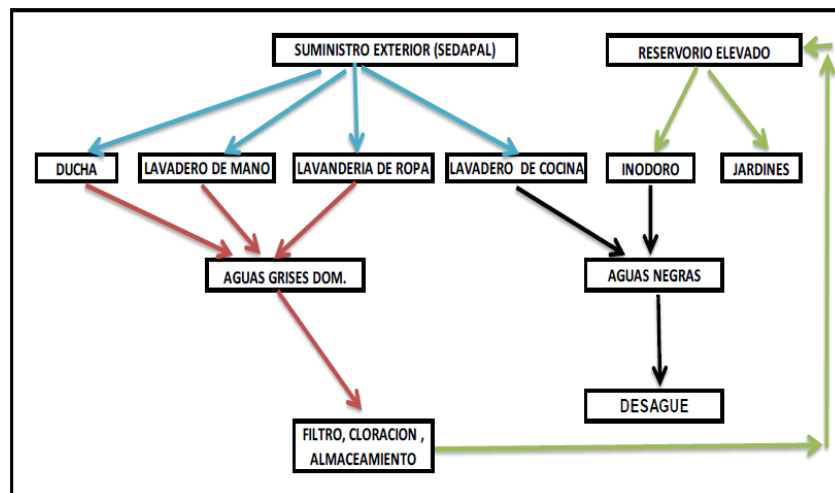 SUMINISTRO EXTERIOR (SEDAPAL)
RESERVORIO ELEVADO
DUCHA
LAVADERO DE MANO
LAVANDERIA DE ROPA
LAVADERO DE COCINA
INODORO
JARDINES
AGUAS GRISES DOM.
AGUAS NEGRAS
DESAGUE
FILTRO, CLORACION ,
ALMACEAMIENTO